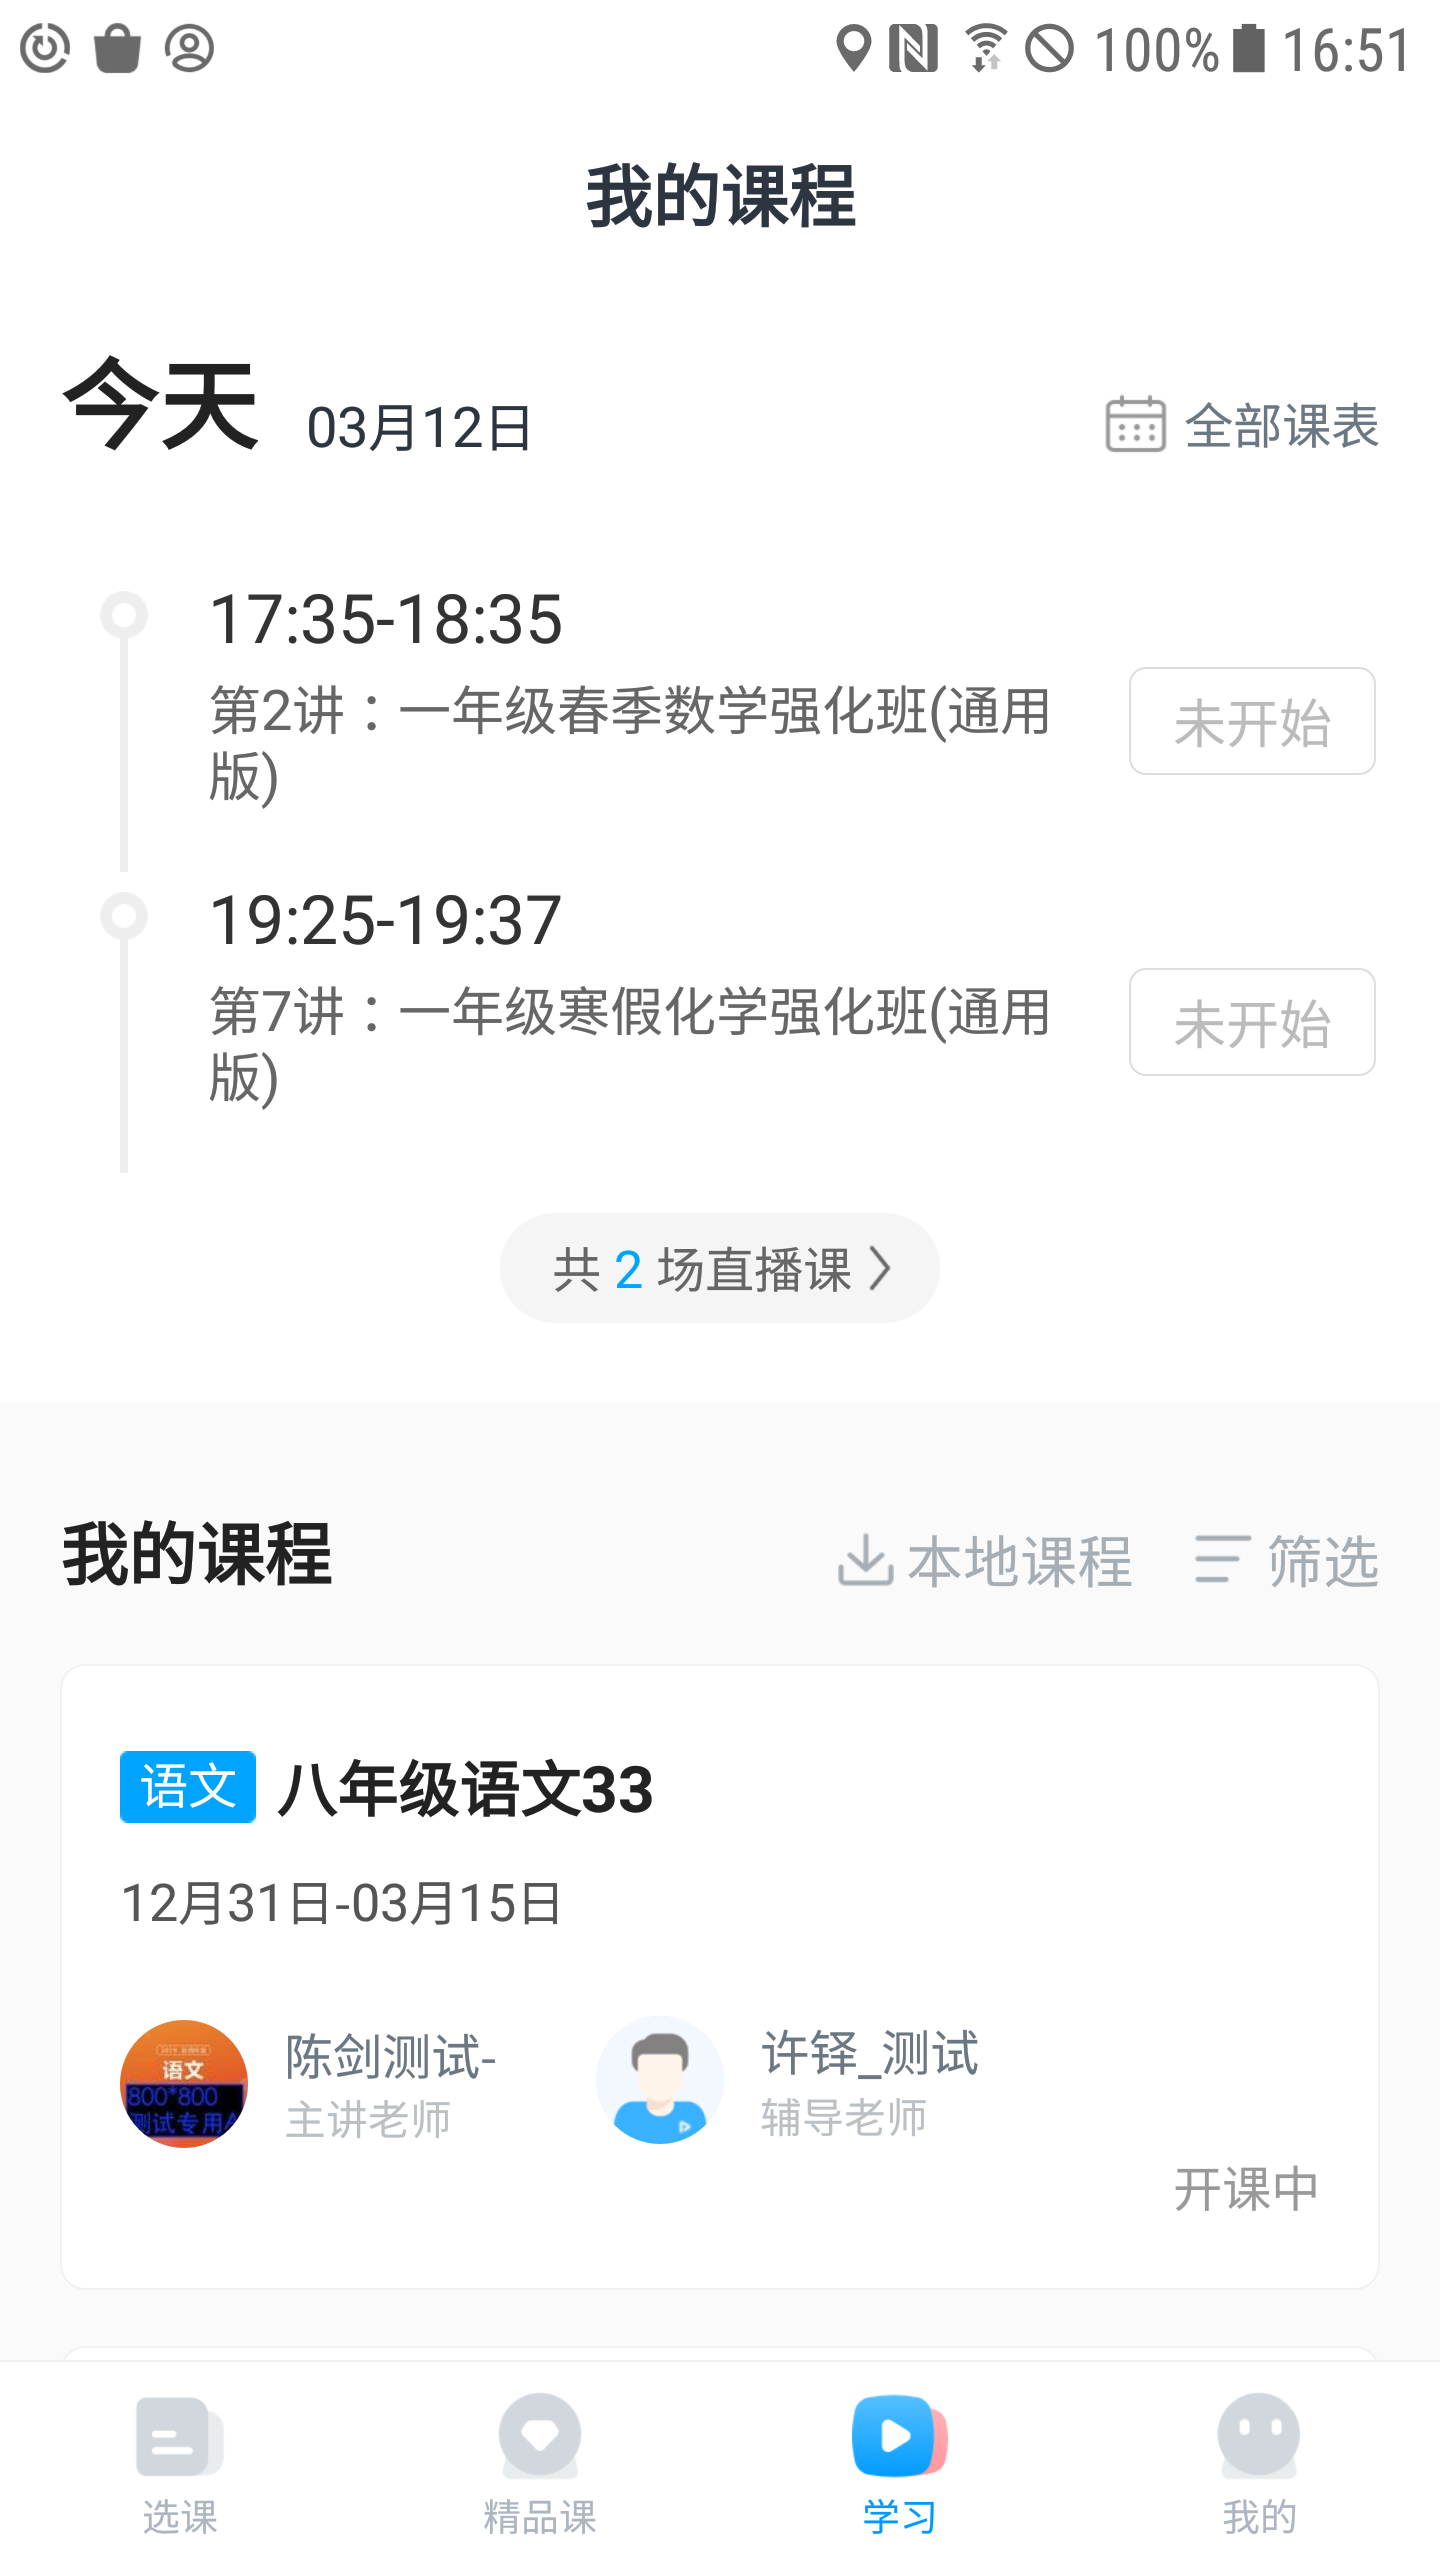 100% 16:51
我的课程
今天 03月12日 全部课表
17:35-18:35
第2讲：一年级春季数学强化班(通用
版)
未开始
19:25-19:37
第7讲：一年级寒假化学强化班(通用
版)
未开始
共 2 场直播课
我的课程 本地课程 筛选
语文 八年级语文33
12月31日-03月15日
语文
800*800
测试专用A
陈剑测试-
主讲老师
许铎_测试
辅导老师
开课中
选课 精品课 学习 我的